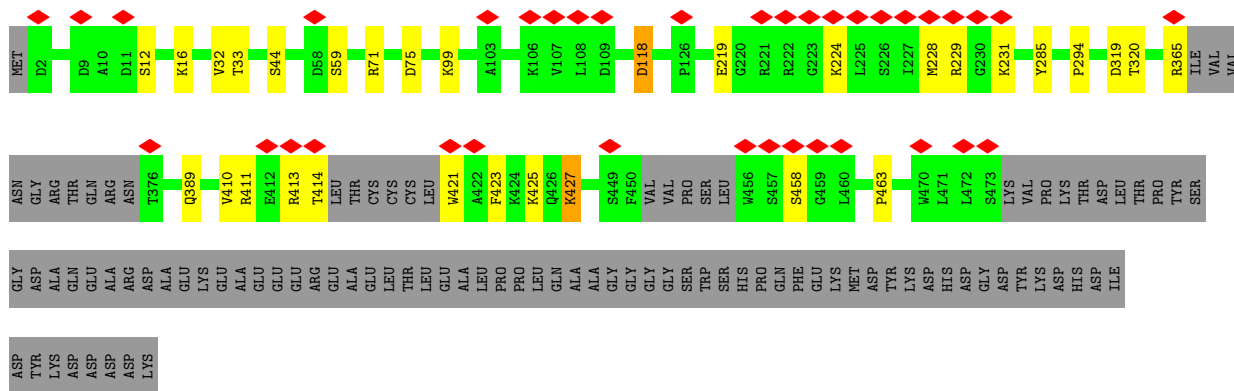 MET D2 D9 A10 D11 S12 K16 V32 T33 S44 D58 S59 R71 D75 K99 A103 K106 V107 L108 D109 D118 P126 E219 G220 R221 R222 G223 K224 L225 S226 I227 M228 R229 G230 K231 Y285 P294 D319 T320 R365 ILE VAL VAL
ASN GLY ARG THR GLN ARG ASN T376 Q389 V410 R411 E412 R413 T414 LEU THR CYS CYS CYS LEU W421 A422 F423 K424 K425 Q426 K427 S449 F450 VAL VAL PRO SER LEU W456 S457 S458 G459 L460 P463 W470 L471 L472 S473 LYS VAL PRO LYS THR ASP LEU THR PRO TYR SER
GLY ASP ALA GLN GLU ALA ARG ASP ALA GLU LYS GLU ALA GLU GLU GLU ARG GLU ALA GLU LEU THR LEU GLU ALA LEU PRO PRO LEU GLN ALA ALA GLY GLY GLY GLY SER TRP SER HIS PRO GLN PHE GLU LYS MET ASP TYR LYS ASP HIS ASP GLY ASP TYR LYS ASP HIS ASP ILE
ASP TYR LYS ASP ASP ASP ASP LYS